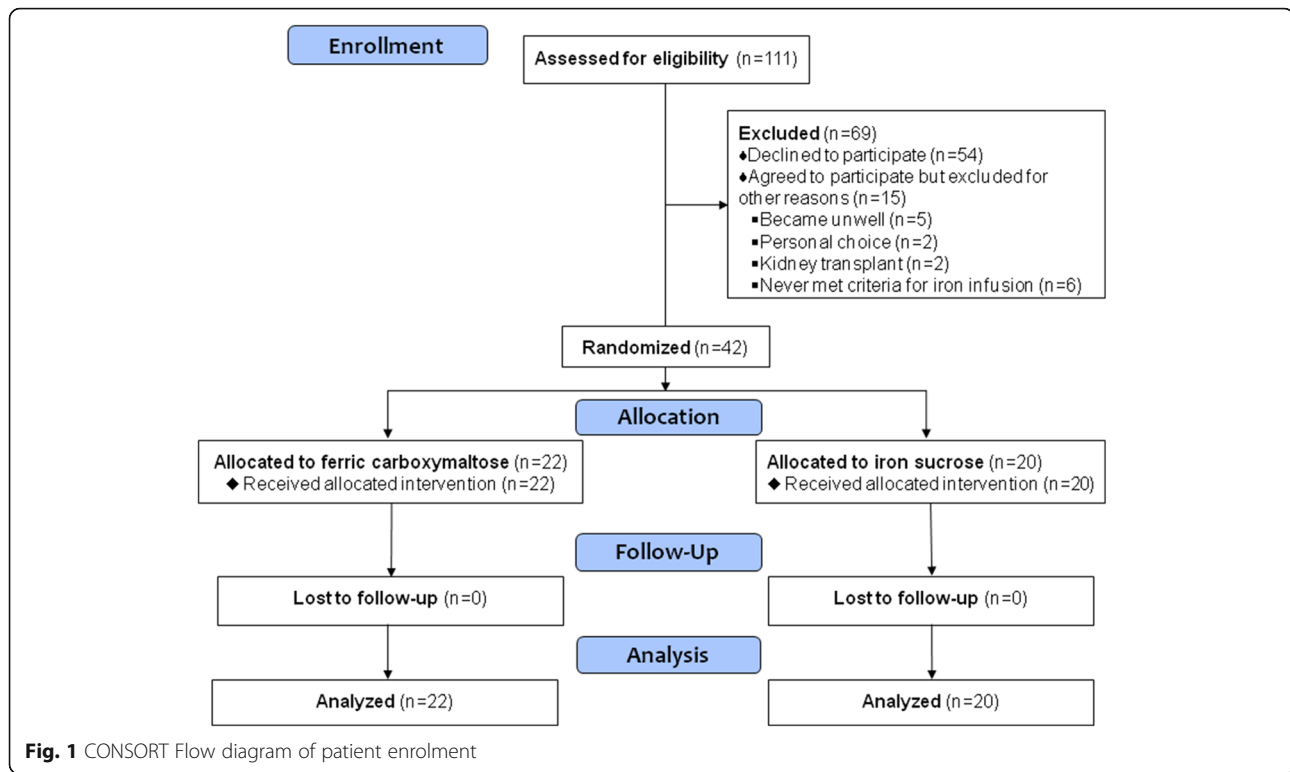 Enrollment
Assessed for eligibility (n=111)
Excluded (n=69)
♦Declined to participate (n=54)
♦Agreed to participate but excluded for
other reasons (n=15)
▪Became unwell (n=5)
▪Personal choice (n=2)
▪Kidney transplant (n=2)
▪Never met criteria for iron infusion (n=6)
Randomized (n=42)
Allocation
Allocated to ferric carboxymaltose (n=22)
◆ Received allocated intervention (n=22)
Allocated to iron sucrose (n=20)
◆ Received allocated intervention (n=20)
Follow-Up
Lost to follow-up (n=0)
Lost to follow-up (n=0)
Analysis
Analyzed (n=22)
Analyzed (n=20)
Fig. 1 CONSORT Flow diagram of patient enrolment